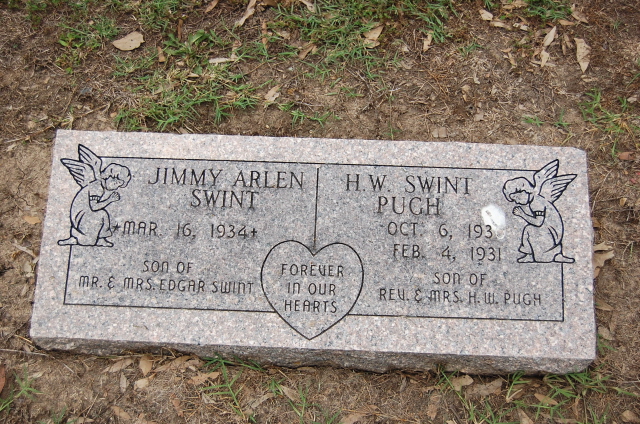 JIMMY ARLEN
SWINT
*MAR. 16, 1934+
SON OF
MR. & MRS. EDGAR SWINT
FOREVER
IN OUR
HEARTS
H.W. SWINT
PUGH
OCT. 6,
FEB. 4, 1931
SON OF
REV. & MRS. H. W. PUGH